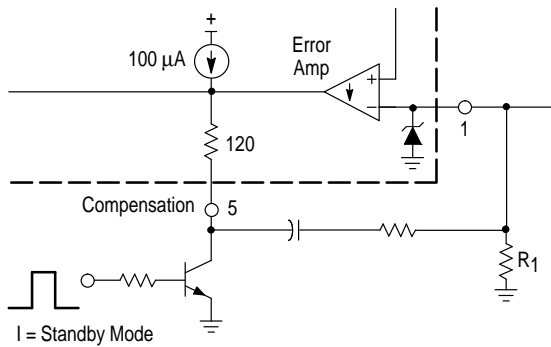 +
100 µA
Error
Amp
+
−
1
120
Compensation
5
R1
I = Standby Mode